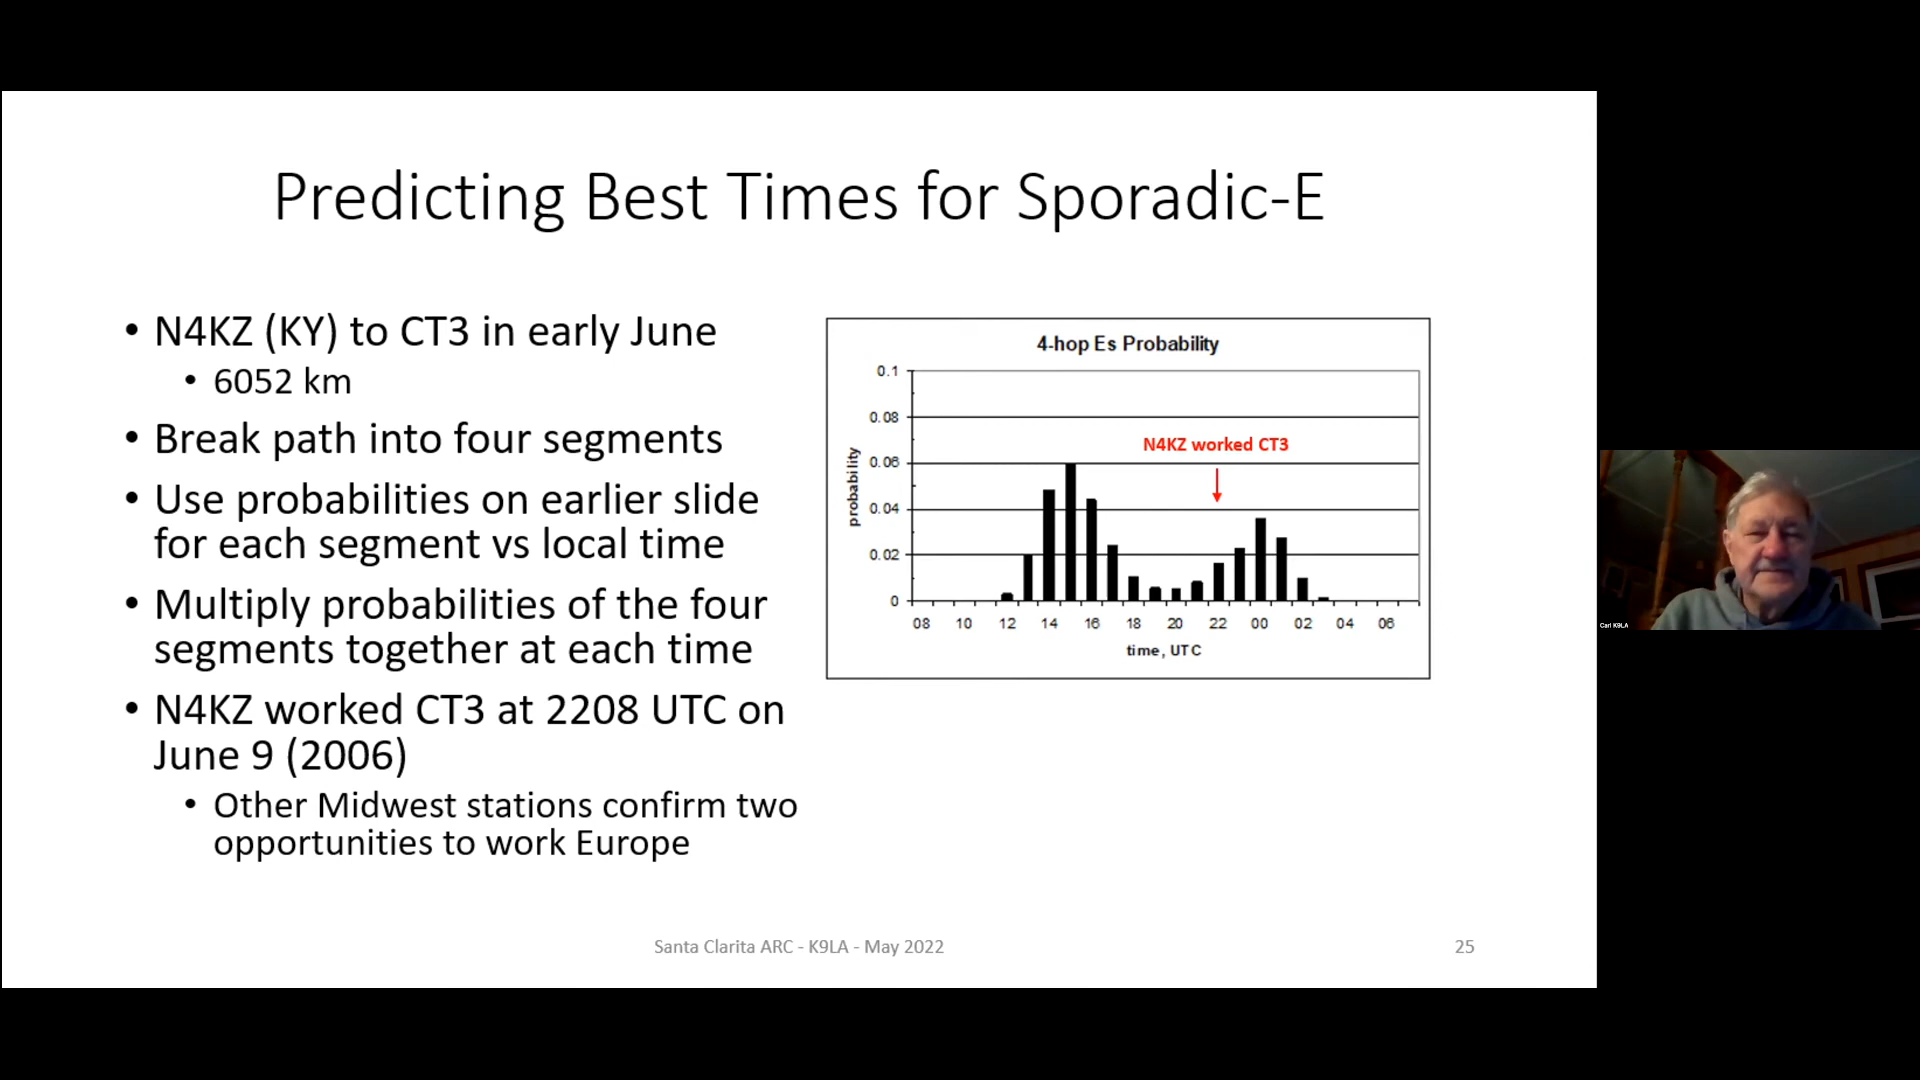 Predicting Best Times for Sporadic-E
• N4KZ (KY) to CT3 in early June
• 6052 km
• Break path into four segments
• Use probabilities on earlier slide
for each segment vs local time
• Multiply probabilities of the four
segments together at each time
• N4KZ worked CT3 at 2208 UTC on
June 9 (2006)
• Other Midwest stations confirm two
opportunities to work Europe
4-hop Es Probability
0.1
0.08
0.06
0.04
0.02
0
probability
N4KZ worked CT3
08 10 12 14 16 18 20 22 00 02 04 06
time, UTC
Santa Clarita ARC - K9LA - May 2022
25
Carl K9LA